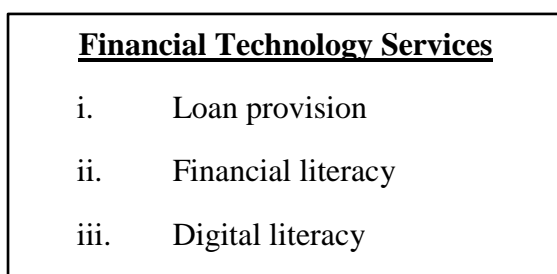 Financial Technology Services
i. Loan provision
ii. Financial literacy
iii. Digital literacy